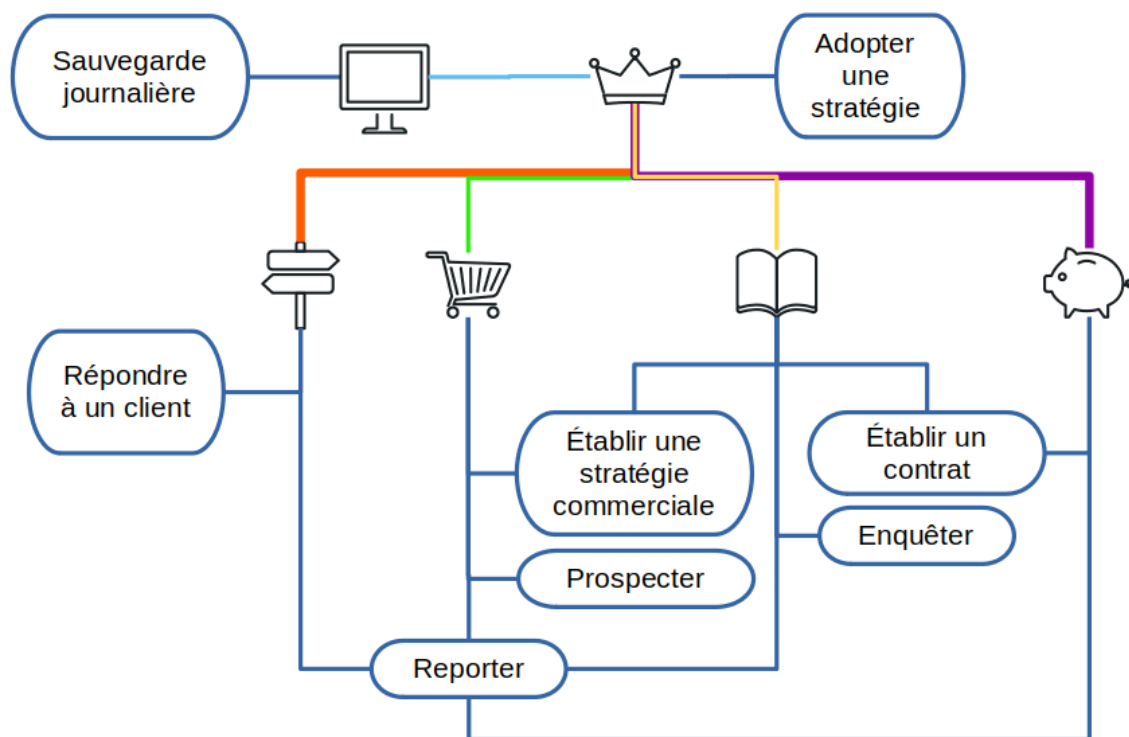 Sauvegarde
journalière
Adopter
une
stratégie
Répondre
à un client
Établir une
stratégie
commerciale
Établir un
contrat
Enquêter
Prospecter
Reporter